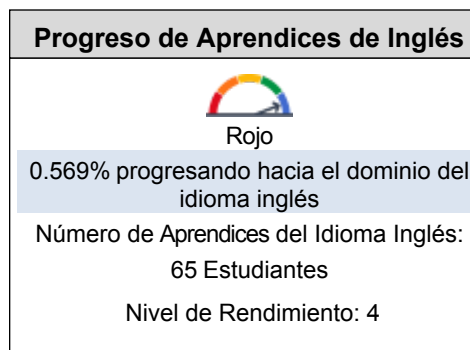 Progreso de Aprendices de Inglés
Rojo
0.569% progresando hacia el dominio del
idioma inglés
Número de Aprendices del Idioma Inglés:
65 Estudiantes
Nivel de Rendimiento: 4